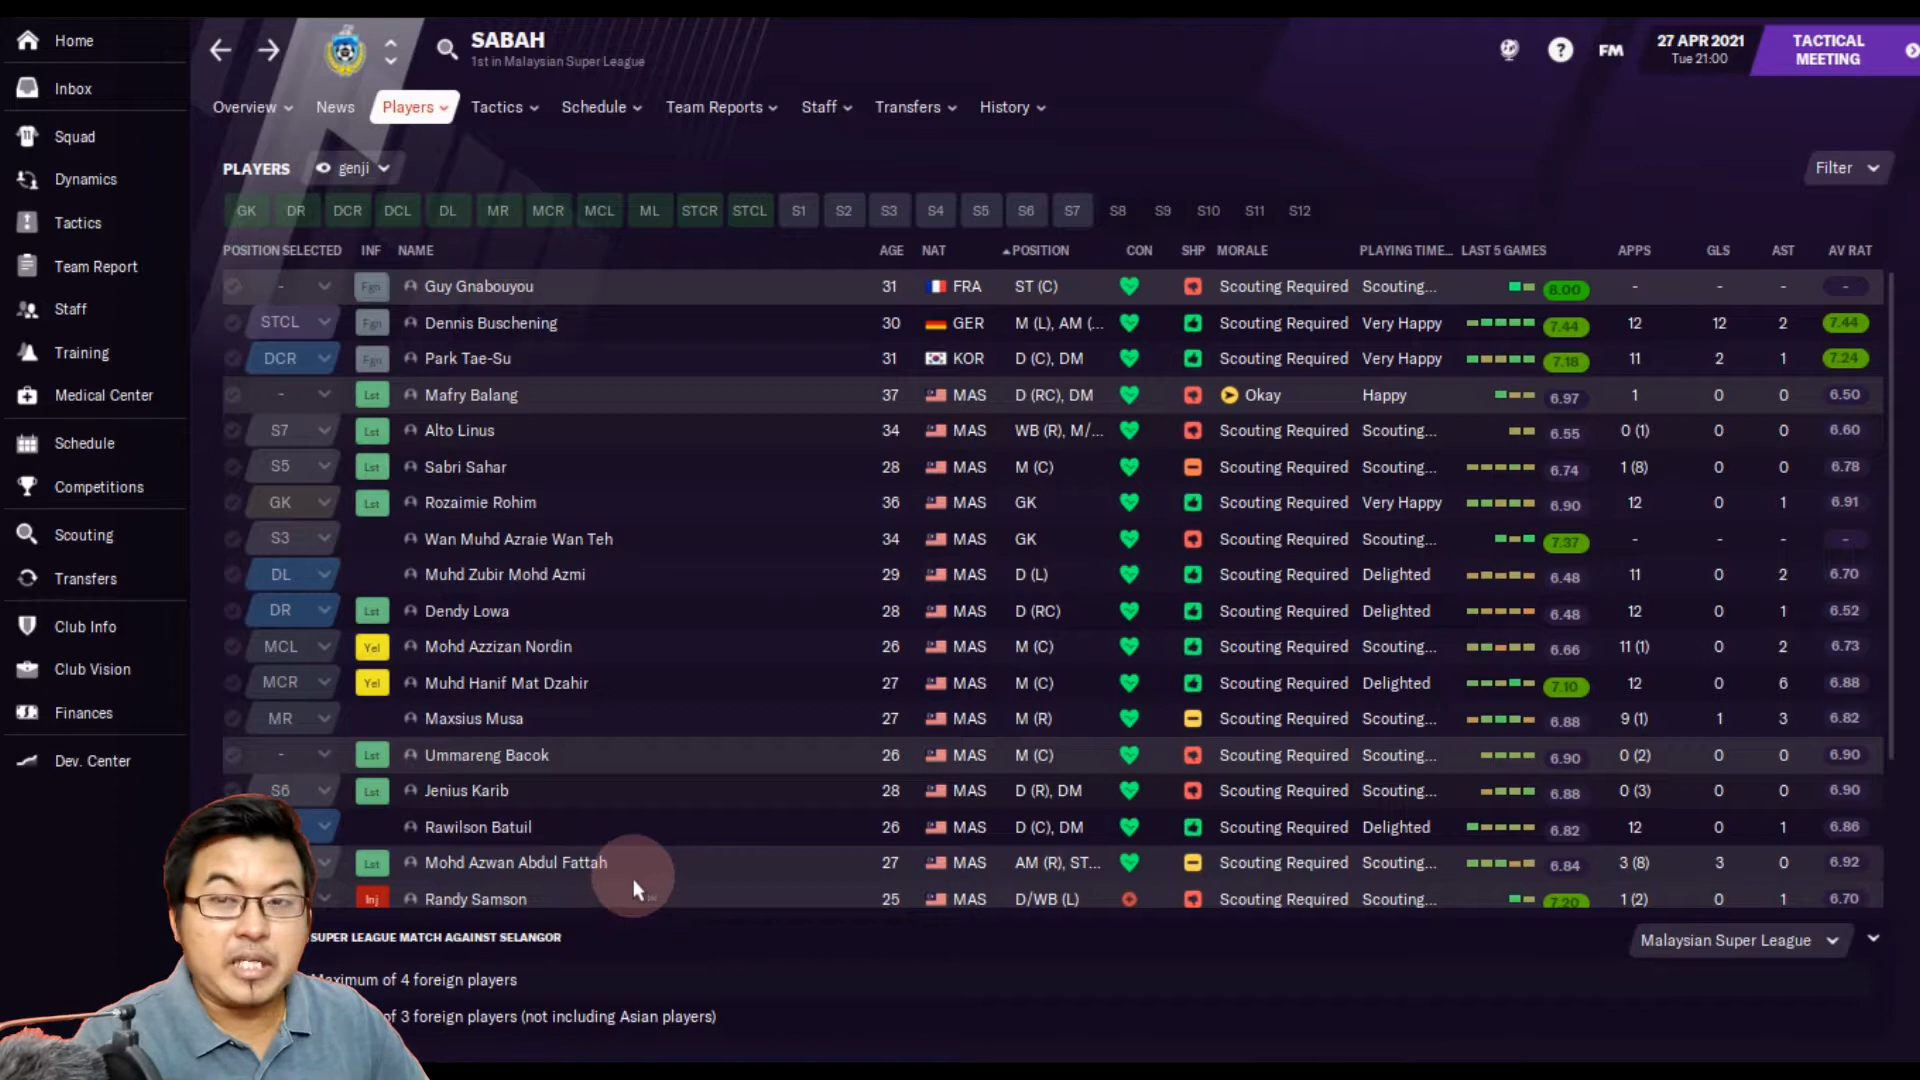 Home
Inbox
Squad
Dynamics
Tactics
Team Report
Staff
Training
Medical Center
Schedule
Competitions
Scouting
Transfers
Club Info
Club Vision
Finances
Dev. Center
SABAH
1st in Malaysian Super League
FM
27 APR 2021
Tue 21:00
TACTICAL
MEETING
Overview News Players Tactics Schedule Team Reports Staff Transfers History
PLAYERS genji Filter
GK DR DCR DCL DL MR MCR MCL ML STCR STCL S1 S2 S3 S4 S5 S6 S7 S8 S9 S10 S11 S12
POSITION SELECTED INF NAME AGE NAT POSITION CON SHP MORALE PLAYING TIME... LAST 5 GAMES APPS GLS AST AV RAT
- Fgn Guy Gnabouyou 31 FRA ST (C) Scouting Required Scouting... 8.00 - - - -
STCL Fgn Dennis Buschening 30 GER M (L), AM (... Scouting Required Very Happy 7.44 12 12 2 7.44
DCR Fgn Park Tae-Su 31 KOR D (C), DM Scouting Required Very Happy 7.18 11 2 1 7.24
- Lst Mafry Balang 37 MAS D (RC), DM Okay Happy 6.97 1 0 0 6.50
S7 Lst Alto Linus 34 MAS WB (R), M/... Scouting Required Scouting... 6.55 0 (1) 0 0 6.60
S5 Lst Sabri Sahar 28 MAS M (C) Scouting Required Scouting... 6.74 1 (8) 0 0 6.78
GK Lst Rozaimie Rohim 36 MAS GK Scouting Required Very Happy 6.90 12 0 1 6.91
S3 Wan Muhd Azraie Wan Teh 34 MAS GK Scouting Required Scouting... 7.37 - - - -
DL Muhd Zubir Mohd Azmi 29 MAS D (L) Scouting Required Delighted 6.48 11 0 2 6.70
DR Lst Dendy Lowa 28 MAS D (RC) Scouting Required Delighted 6.48 12 0 1 6.52
MCL Yel Mohd Azzizan Nordin 26 MAS M (C) Scouting Required Scouting... 6.66 11 (1) 0 2 6.73
MCR Yel Muhd Hanif Mat Dzahir 27 MAS M (C) Scouting Required Delighted 7.10 12 0 6 6.88
MR Maxsius Musa 27 MAS M (R) Scouting Required Scouting... 6.88 9 (1) 1 3 6.82
- Lst Ummareng Bacok 26 MAS M (C) Scouting Required Scouting... 6.90 0 (2) 0 0 6.90
S6 Lst Jenius Karib 28 MAS D (R), DM Scouting Required Scouting... 6.88 0 (3) 0 0 6.90
Rawilson Batuil 26 MAS D (C), DM Scouting Required Delighted 6.82 12 0 1 6.86
Lst Mohd Azwan Abdul Fattah 27 MAS AM (R), ST... Scouting Required Scouting... 6.84 3 (8) 3 0 6.92
Inj Randy Samson 25 MAS D/WB (L) Scouting Required Scouting... 7.20 1 (2) 0 1 6.70
SUPER LEAGUE MATCH AGAINST SELANGOR
Malaysian Super League
of 4 foreign players
of 3 foreign players (not including Asian players)